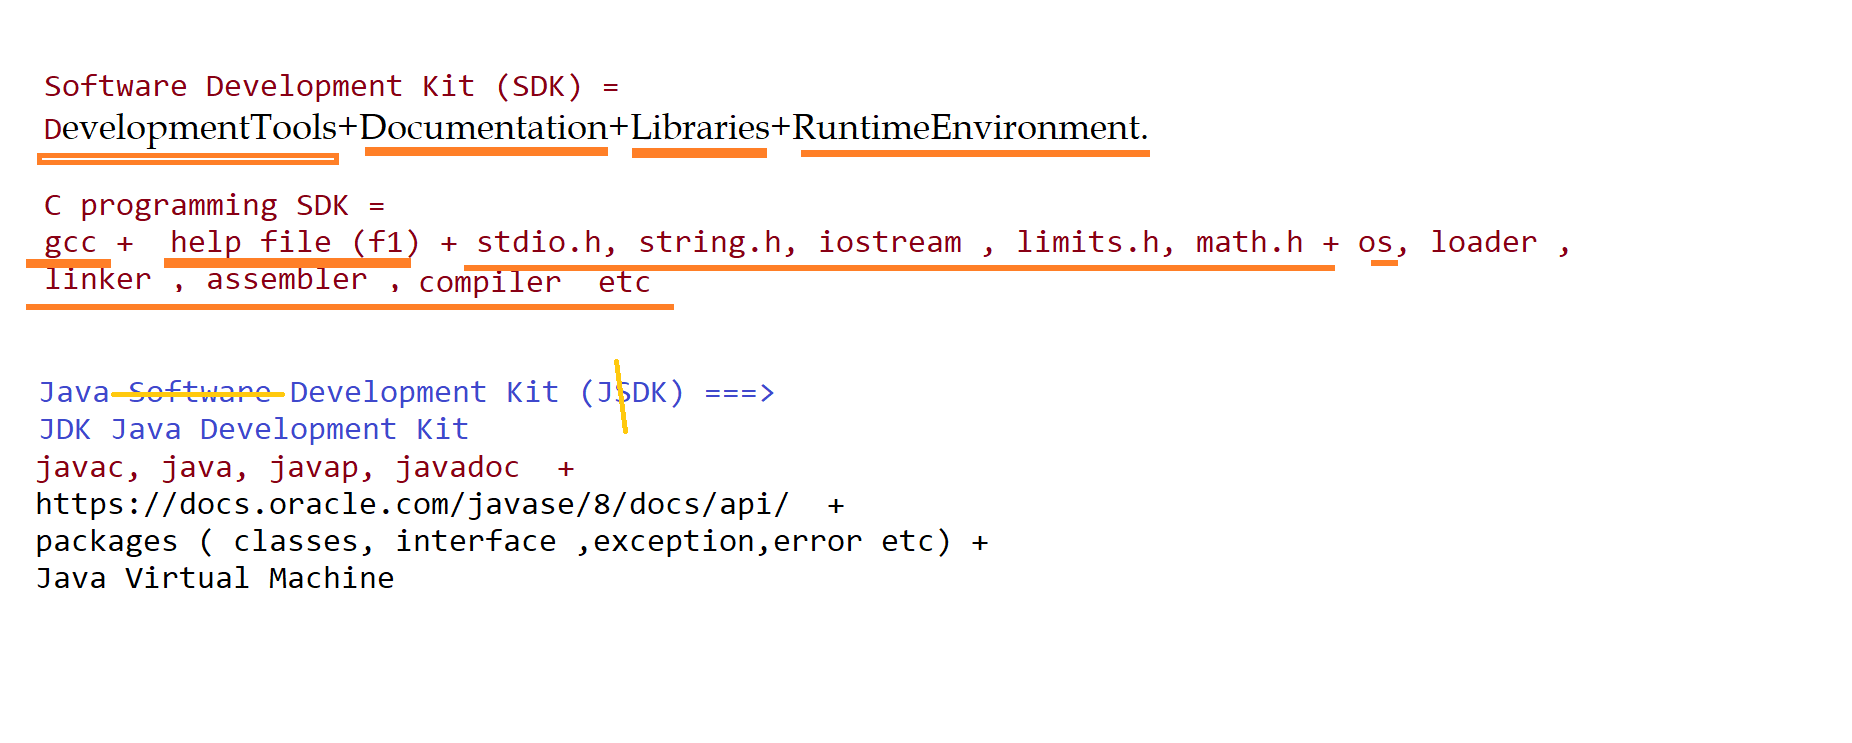 Software Development Kit (SDK) =
DevelopmentTools+Documentation+Libraries+RuntimeEnvironment.
C programming SDK =
gcc + help file (f1) + stdio.h, string.h, iostream , limits.h, math.h + os, loader ,
linker , assembler , compiler etc
Java Software Development Kit (JSDK) ===>
JDK Java Development Kit
javac, java, javap, javadoc +
https://docs.oracle.com/javase/8/docs/api/ +
packages ( classes, interface ,exception,error etc) +
Java Virtual Machine